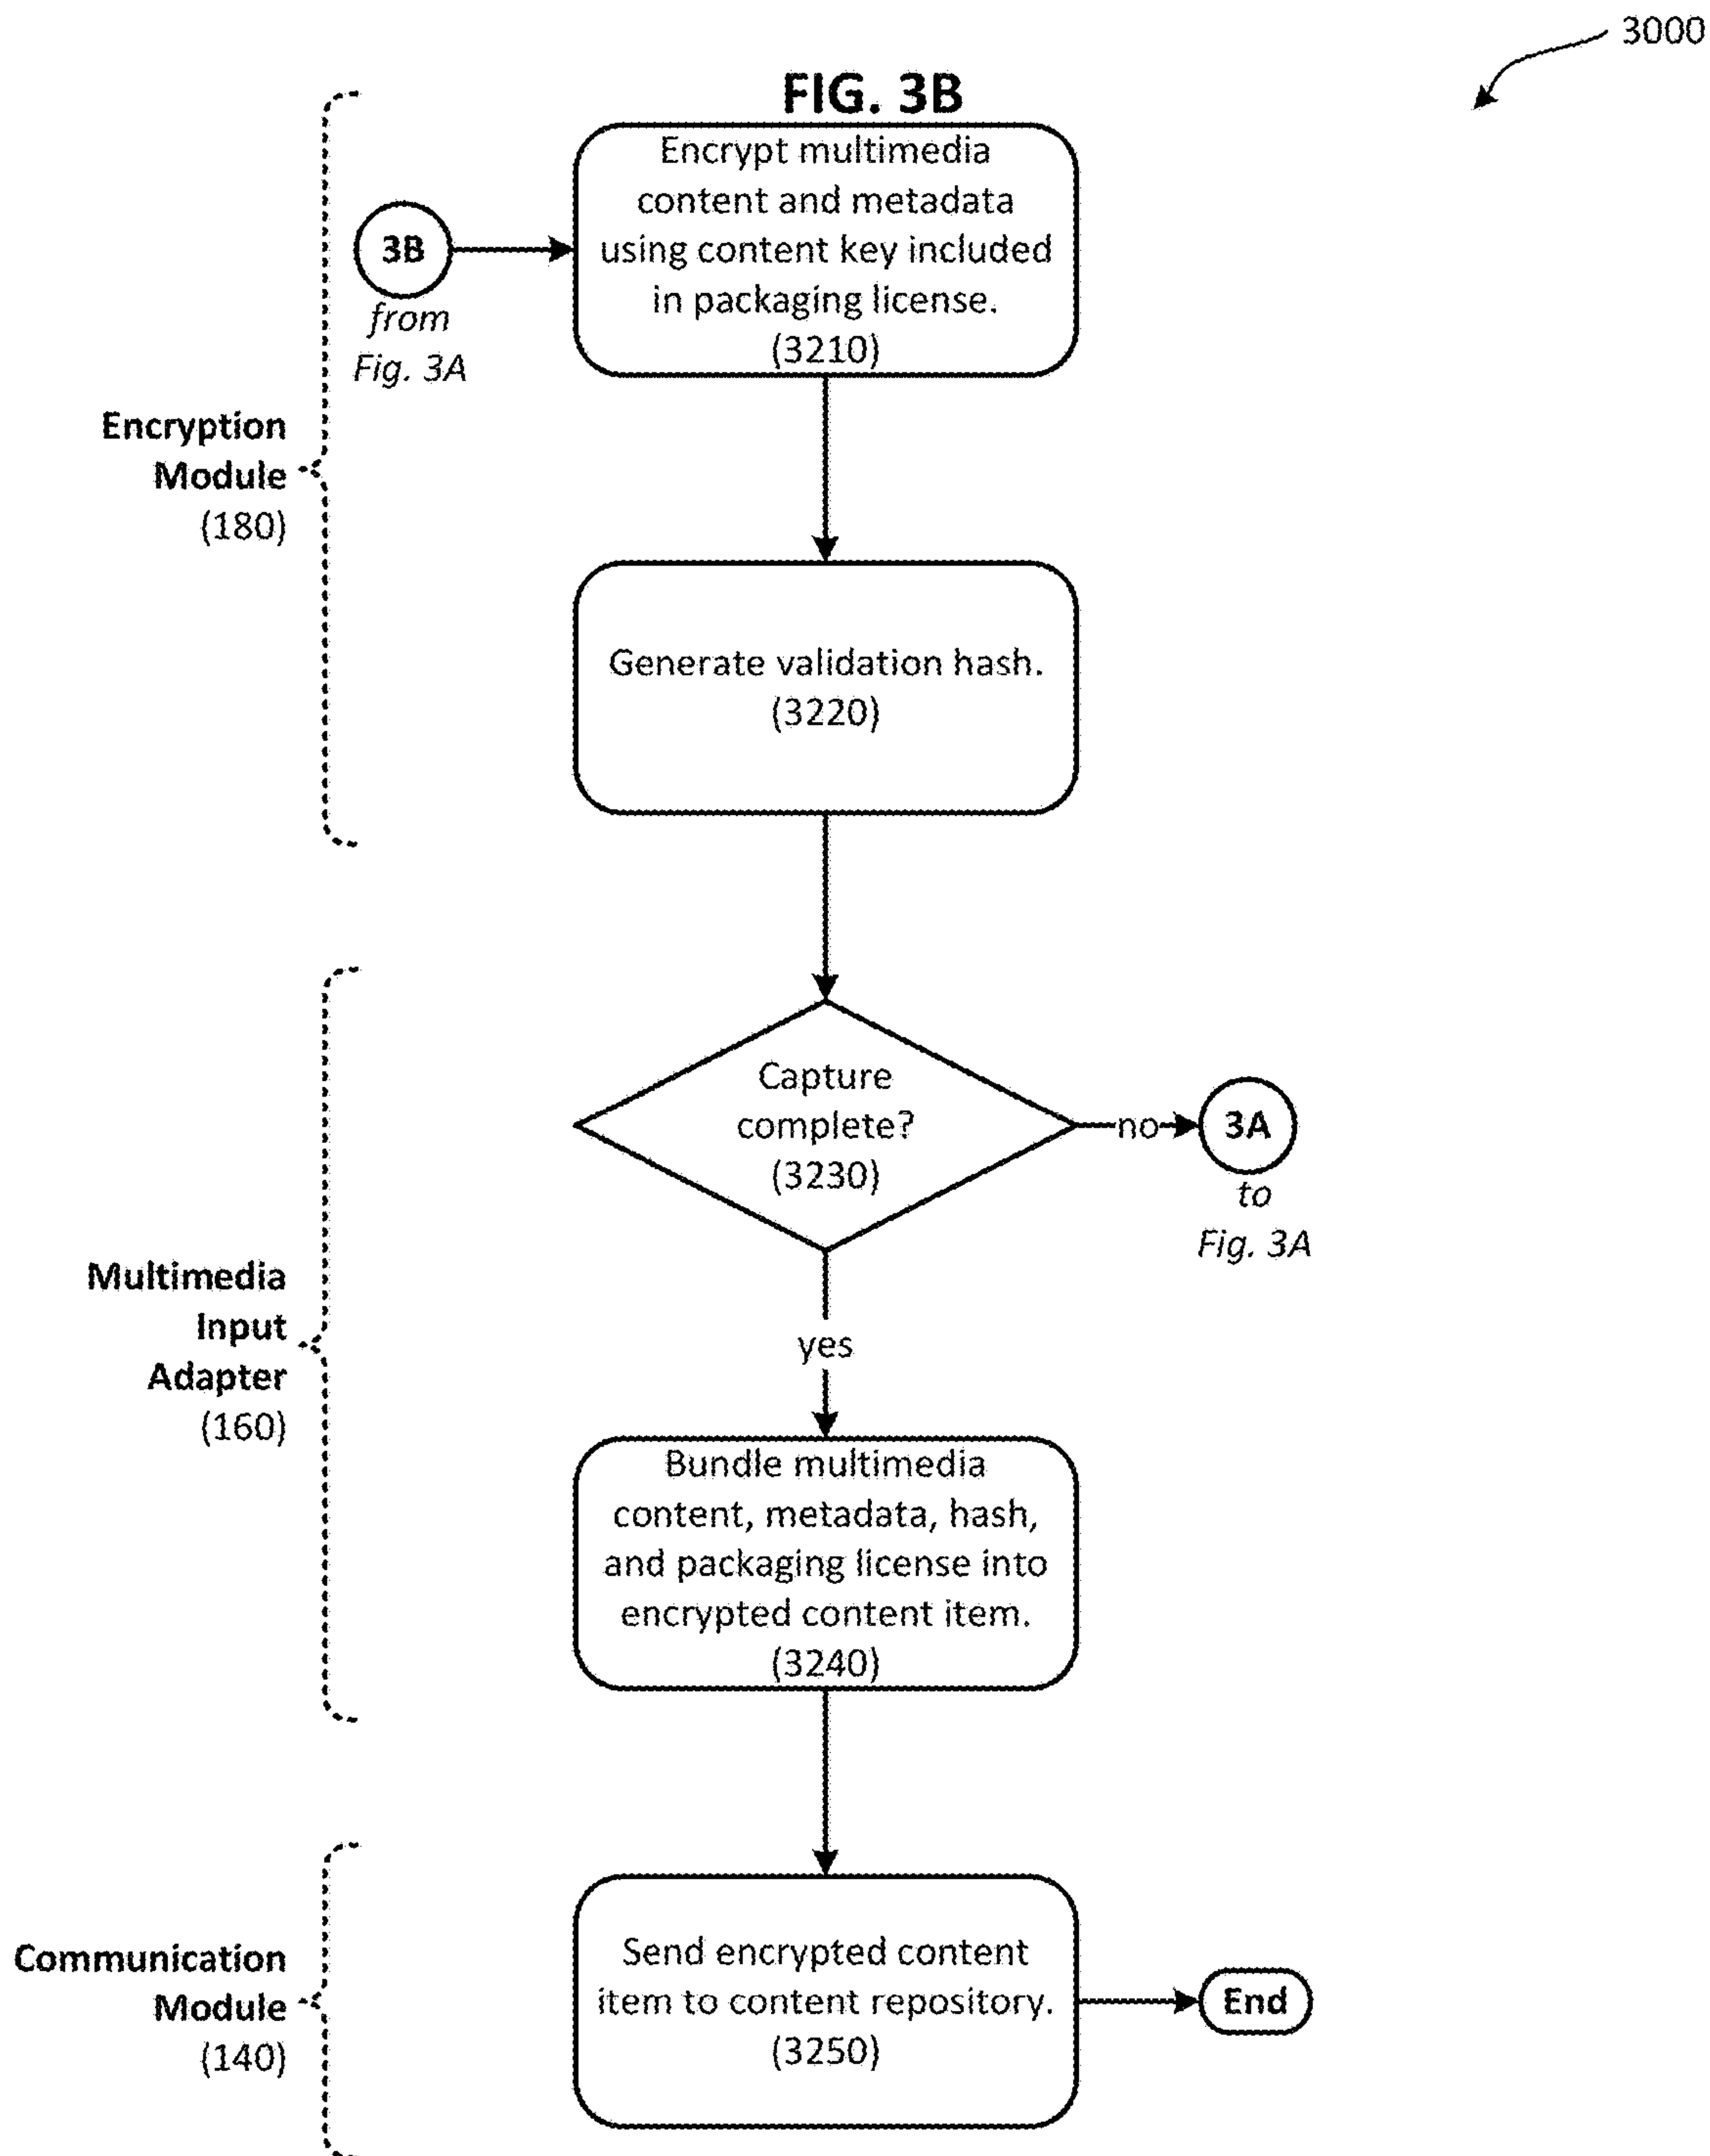 3000
FIG. 3B
Encrypt multimedia
content and metadata
using content key included
in packaging license.
(3210)
3B
from
Fig. 3A
Encryption
Module
(180)
Generate validation hash.
(3220)
Capture
complete?
(3230)
no
3A
to
Fig. 3A
Multimedia
Input
Adapter
(160)
yes
Bundle multimedia
content, metadata, hash,
and packaging license into
encrypted content item.
(3240)
Communication
Module
(140)
Send encrypted content
item to content repository.
(3250)
End